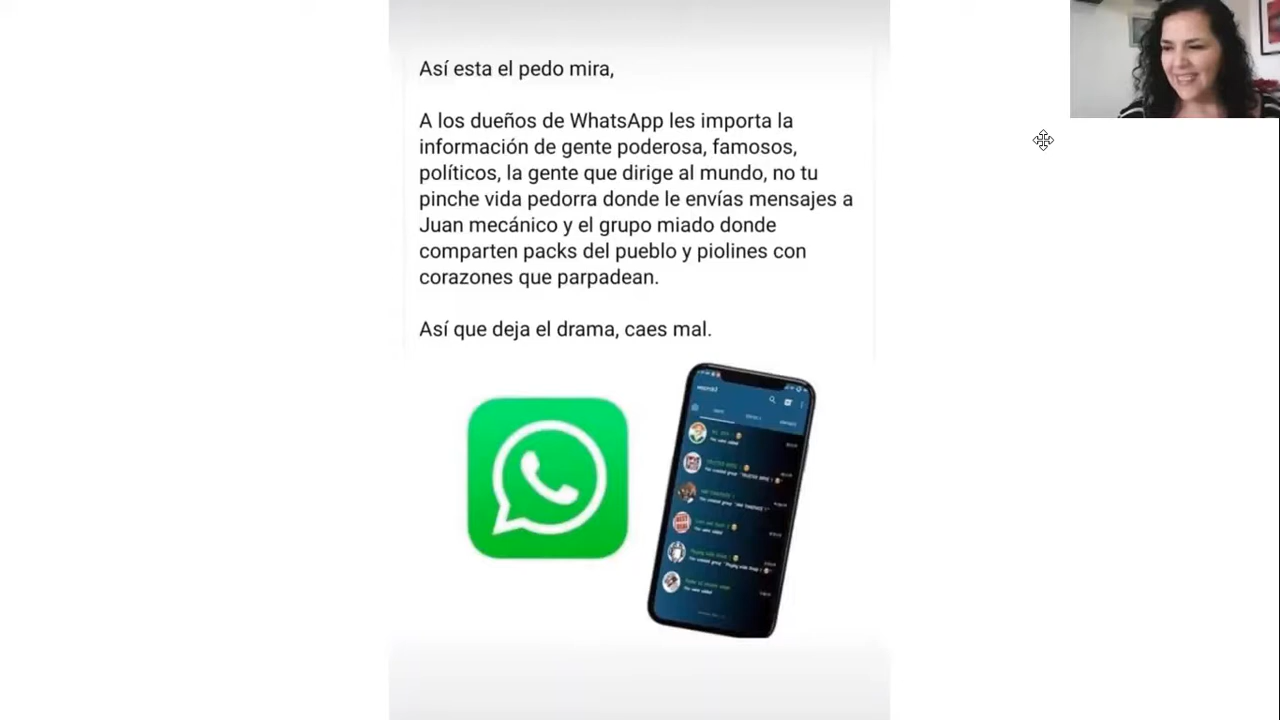 Así esta el pedo mira,
A los dueños de WhatsApp les importa la
información de gente poderosa, famosos,
políticos, la gente que dirige al mundo, no tu
pinche vida pedorra donde le envías mensajes a
Juan mecánico y el grupo miado donde
comparten packs del pueblo y piolines con
corazones que parpadean.
Así que deja el drama, caes mal.